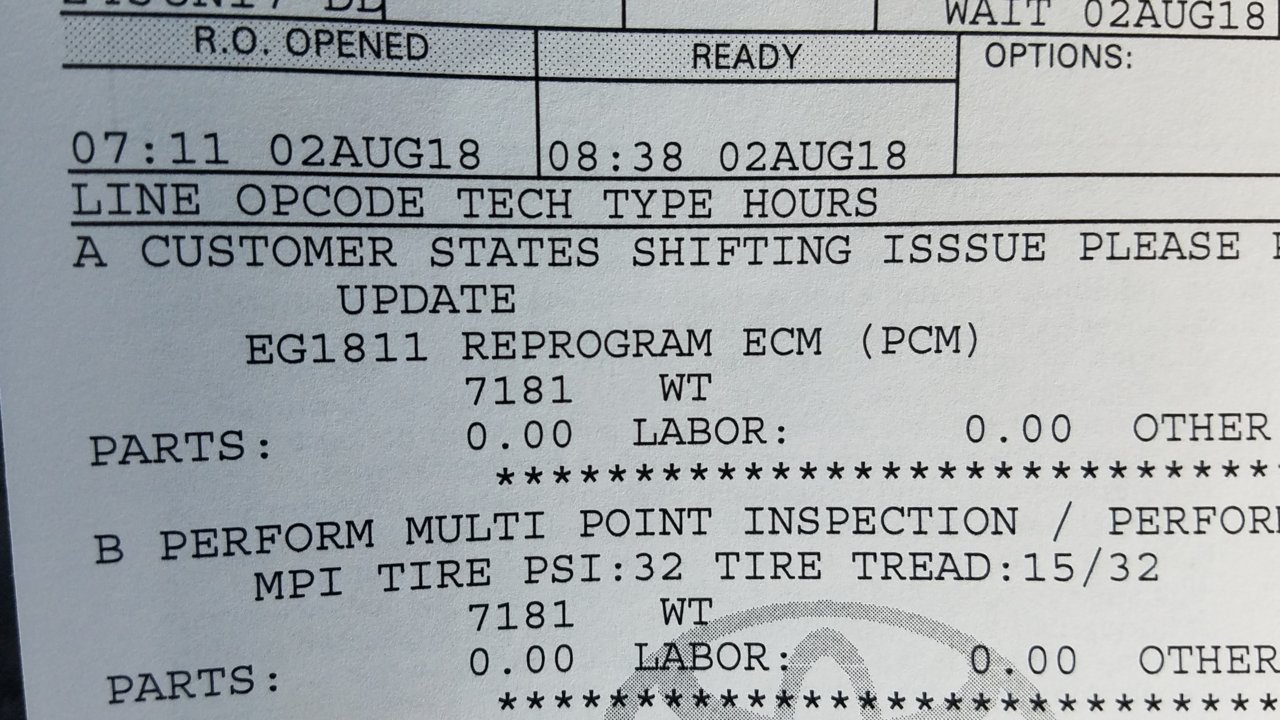 WAIT 02AUG18
R.O. OPENED READY OPTIONS:
07:11 02AUG18 08:38 02AUG18
LINE OPCODE TECH TYPE HOURS
A CUSTOMER STATES SHIFTING ISSSUE PLEASE
UPDATE
EG1811 REPROGRAM ECM (PCM)
7181 WT
PARTS: 0.00 LABOR: 0.00 OTHER
****************************
B PERFORM MULTI POINT INSPECTION / PERFOR
MPI TIRE PSI:32 TIRE TREAD:15/32
7181 WT
PARTS: 0.00 LABOR: 0.00 OTHER
****************************